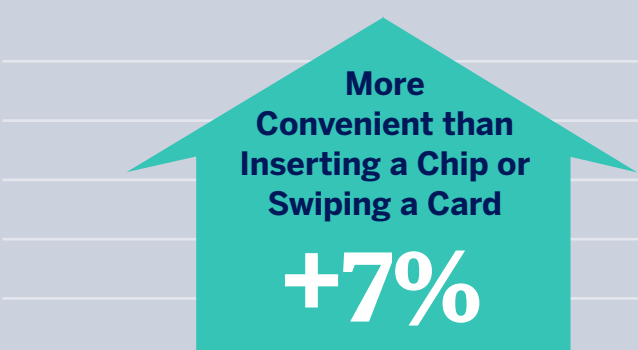 More
Convenient than
Inserting a Chip or
Swiping a Card
+7%